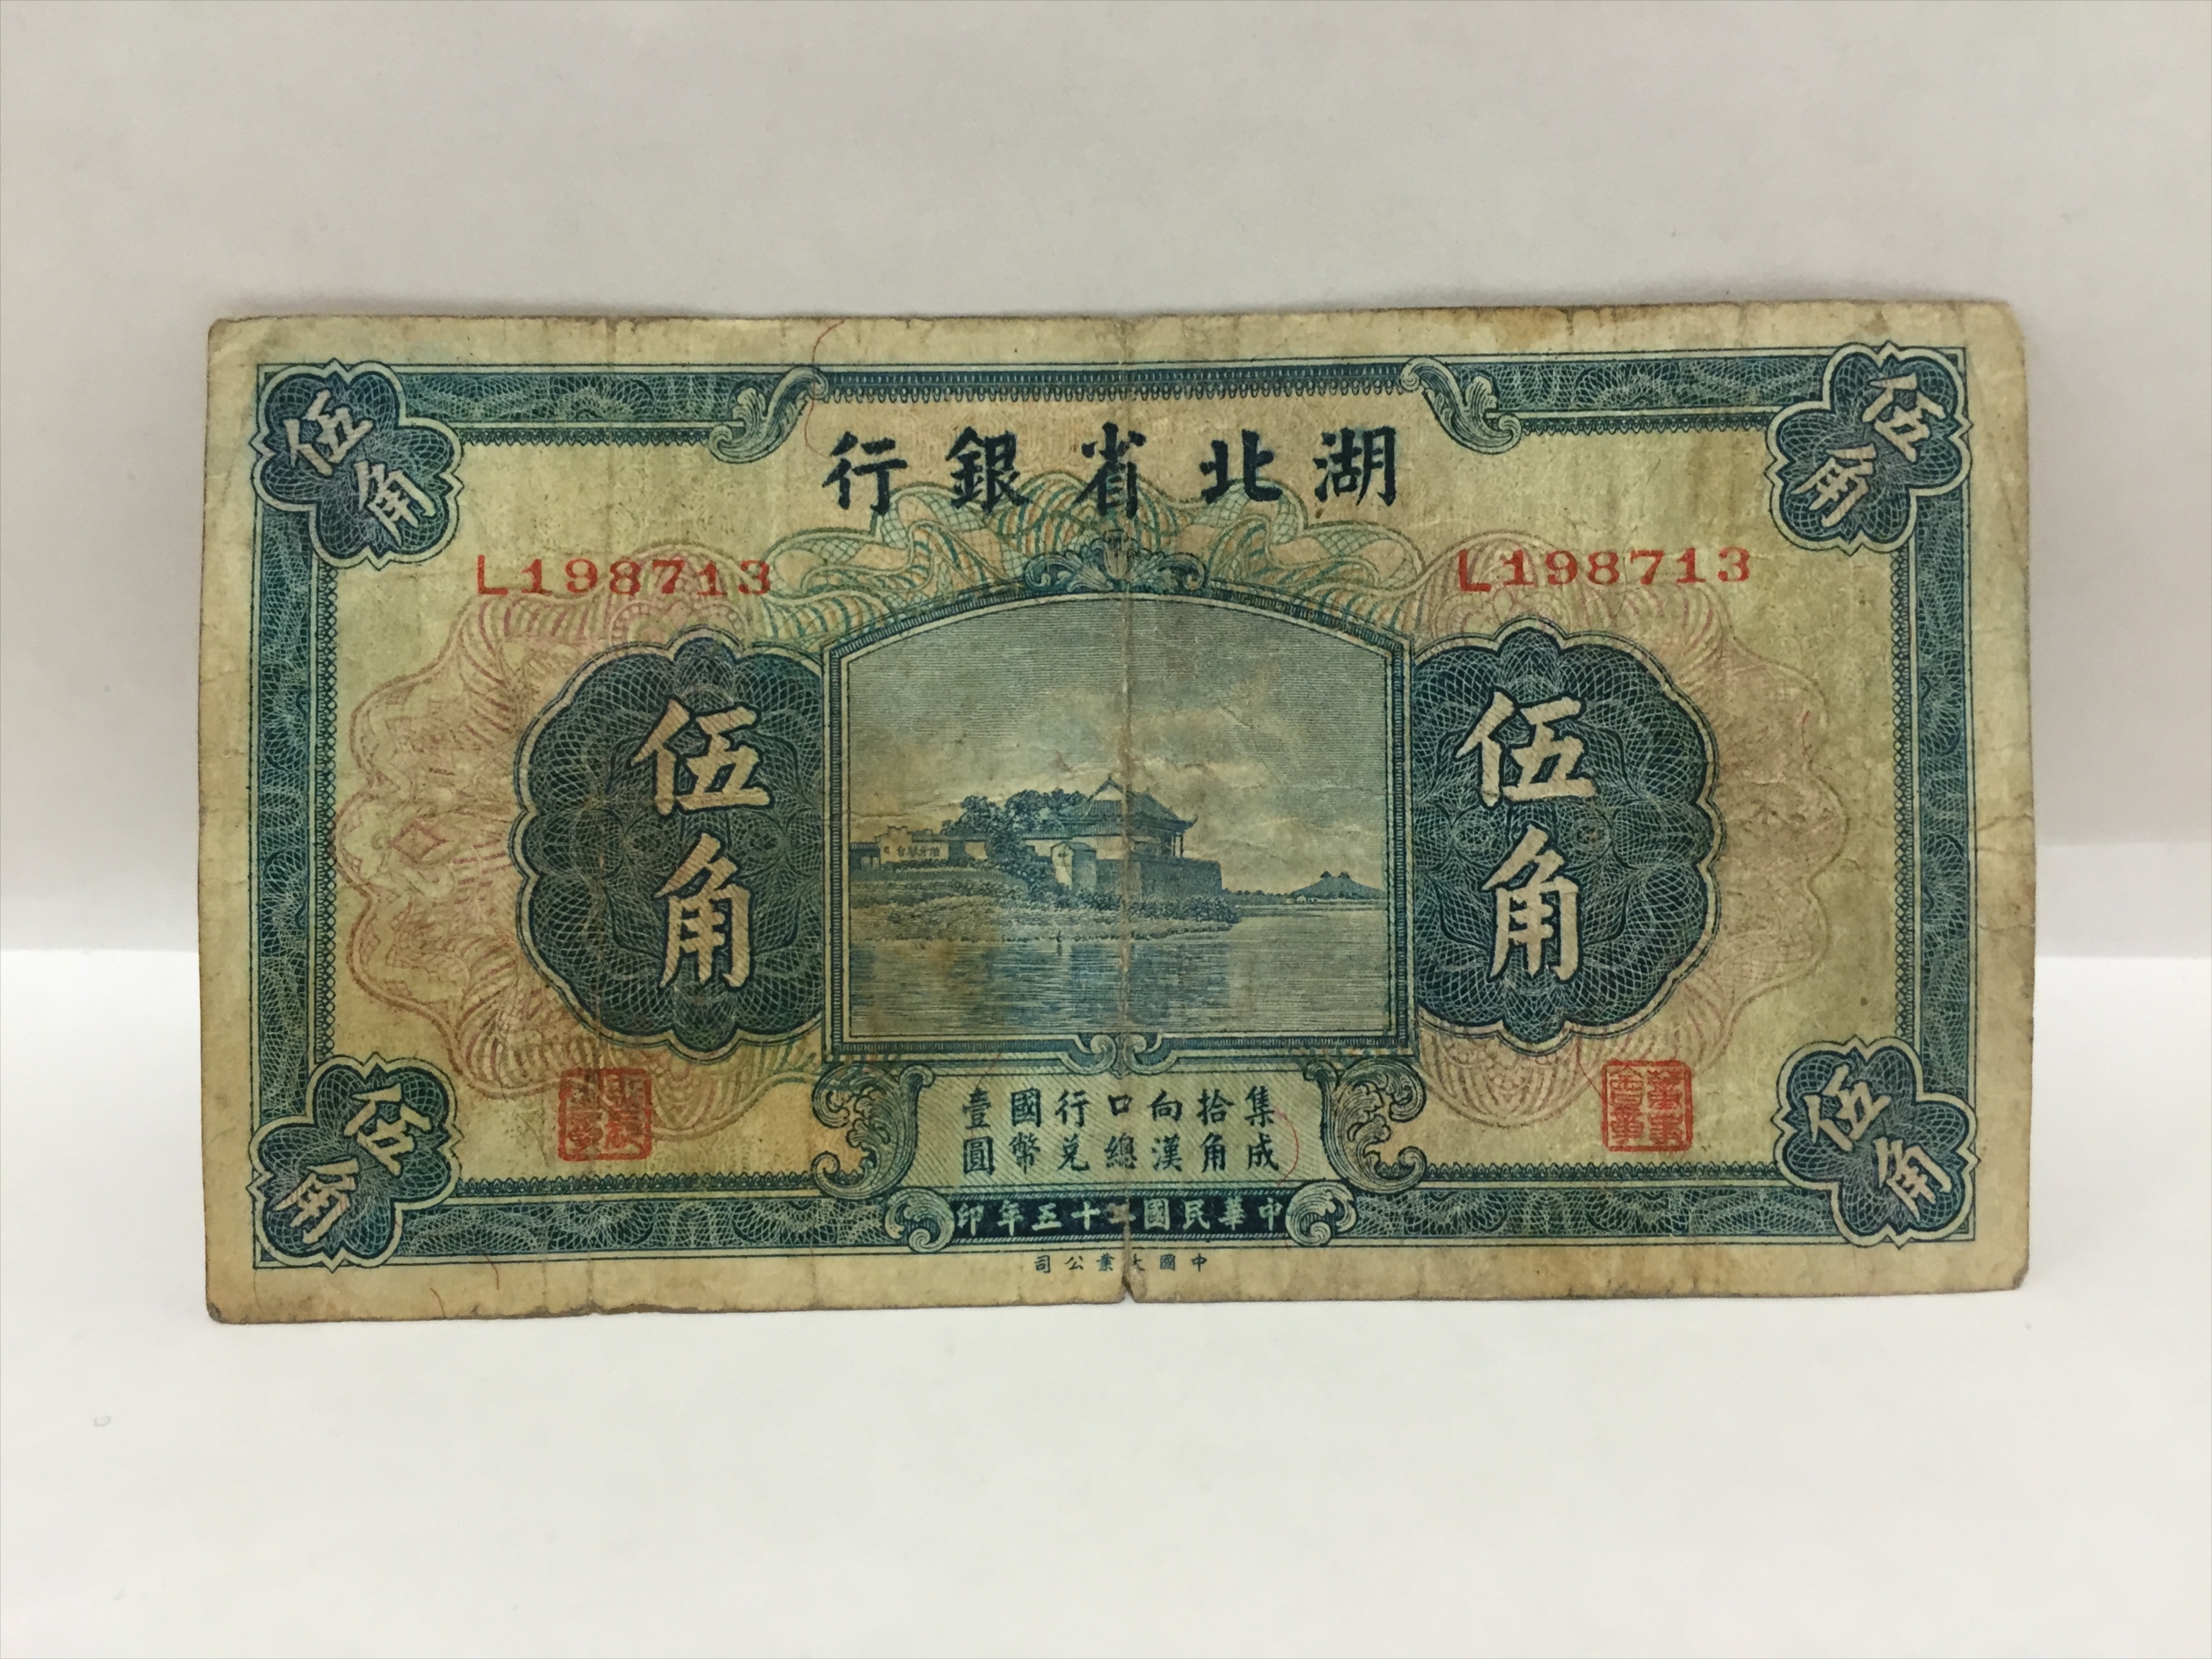 伍角
伍角
湖北省銀行
L198713
L198713
伍角
伍角
集成拾角向漢口總行兌國幣壹圓
伍角
伍角
中華民國二十五年印
中國大業公司